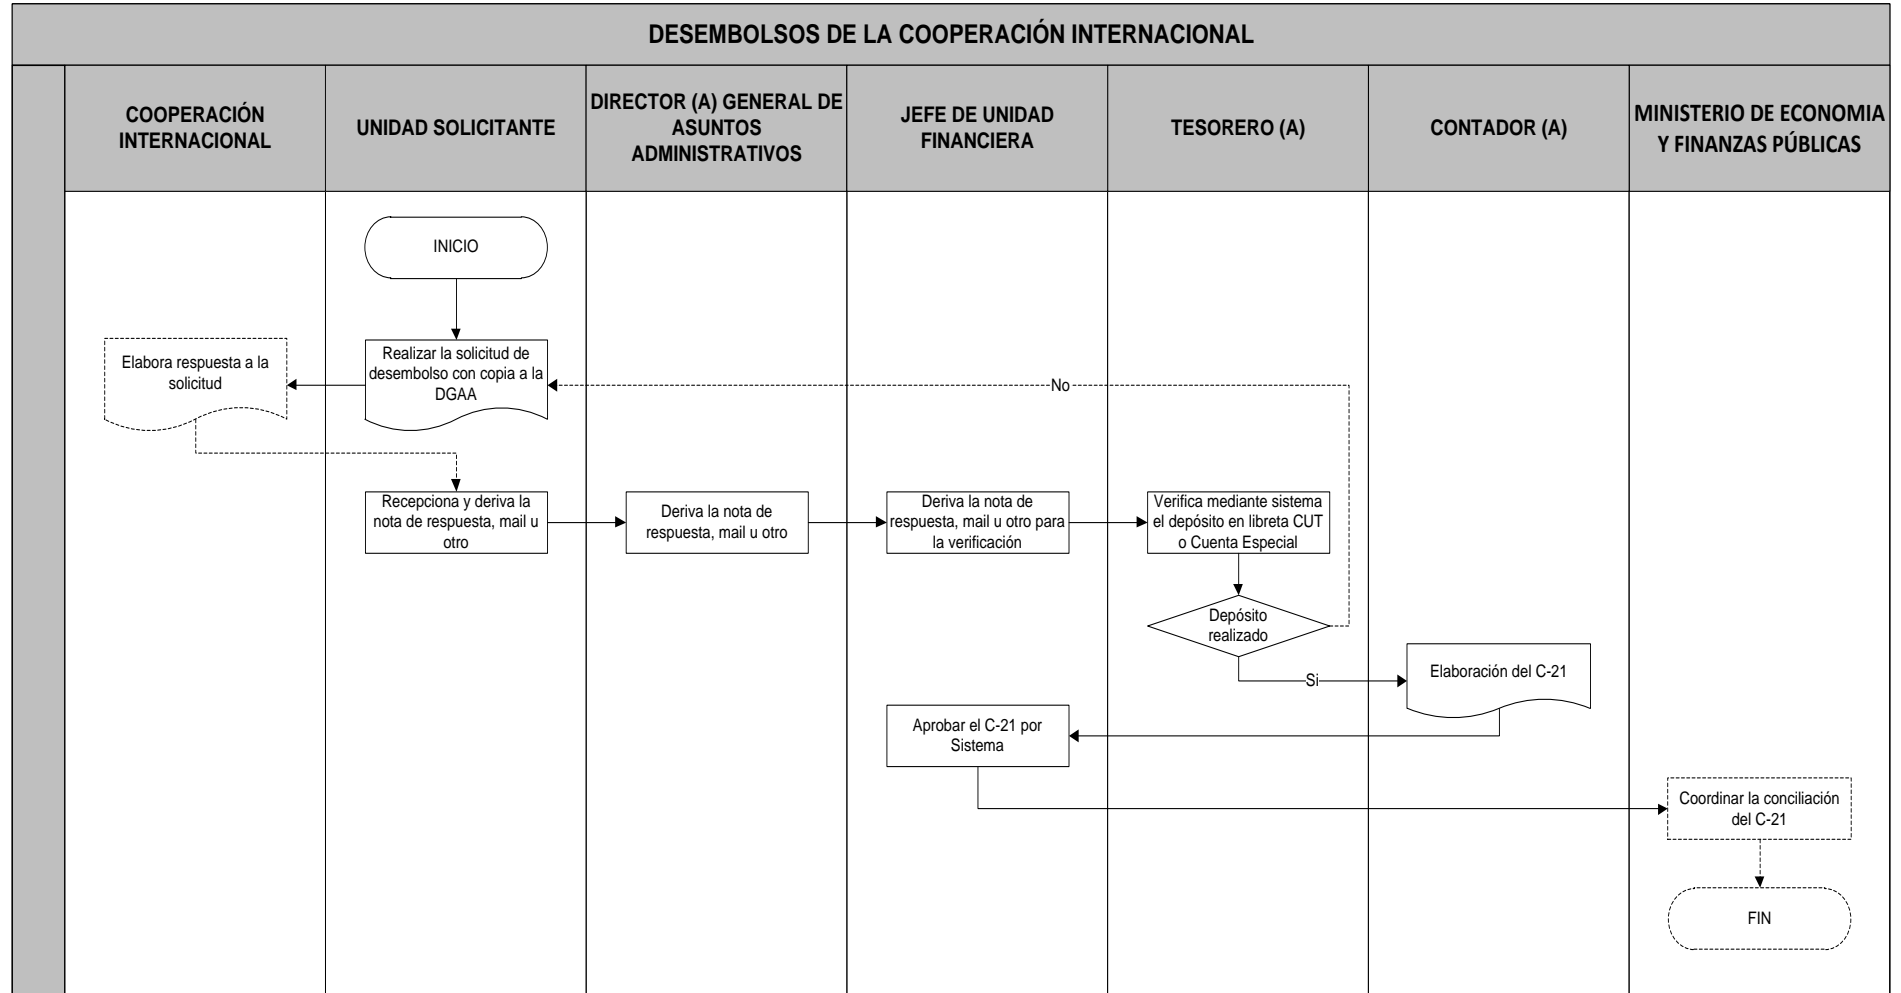 DESEMBOLSOS DE LA COOPERACIÓN INTERNACIONAL
COOPERACIÓN
INTERNACIONAL
UNIDAD SOLICITANTE
DIRECTOR (A) GENERAL DE
ASUNTOS
ADMINISTRATIVOS
JEFE DE UNIDAD
FINANCIERA
TESORERO (A)
CONTADOR (A)
MINISTERIO DE ECONOMIA
Y FINANZAS PÚBLICAS
INICIO
Elabora respuesta a la
solicitud
Realizar la solicitud de
desembolso con copia a la
DGAA
No
Recepciona y deriva la
nota de respuesta, mail u
otro
Deriva la nota de
respuesta, mail u otro
Deriva la nota de
respuesta, mail u otro para
la verificación
Verifica mediante sistema
el depósito en libreta CUT
o Cuenta Especial
Depósito
realizado
Si
Elaboración del C-21
Aprobar el C-21 por
Sistema
Coordinar la conciliación
del C-21
FIN